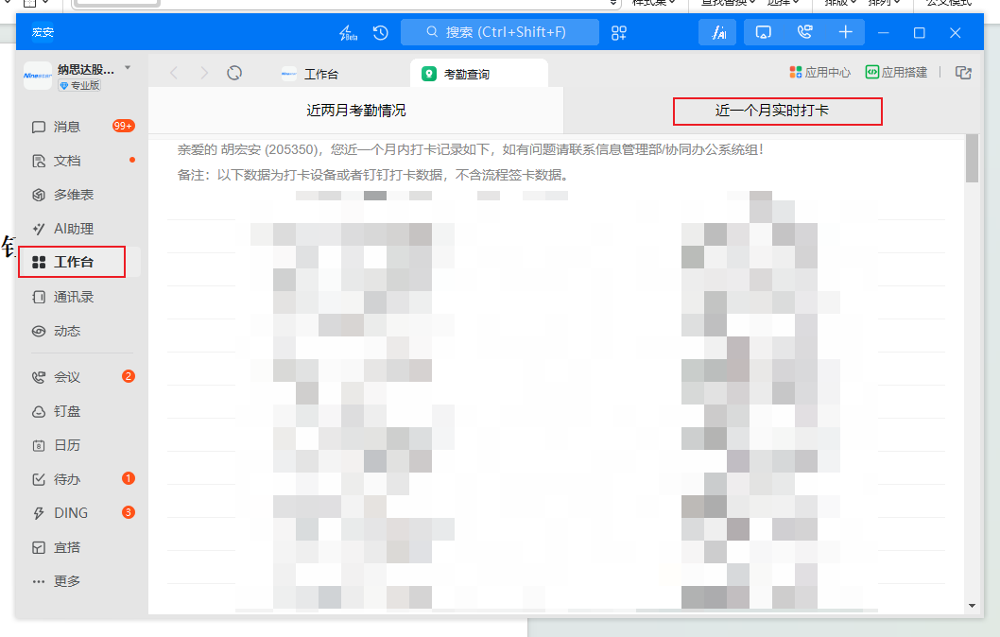 样式集
查找替换
选择
排版
排列
公文模式
宏安
Beta
搜索 (Ctrl+Shift+F)
Ninestar
纳思达股...
专业版
工作台
考勤查询
应用中心
应用搭建
近两月考勤情况
近一个月实时打卡
消息
99+
文档
多维表
AI助理
工作台
通讯录
动态
会议
2
钉盘
日历
8
待办
1
DING
3
宜搭
更多
亲爱的 胡宏安 (205350)，您近一个月内打卡记录如下，如有问题请联系信息管理部/协同办公系统组！
备注：以下数据为打卡设备或者钉钉打卡数据，不含流程签卡数据。